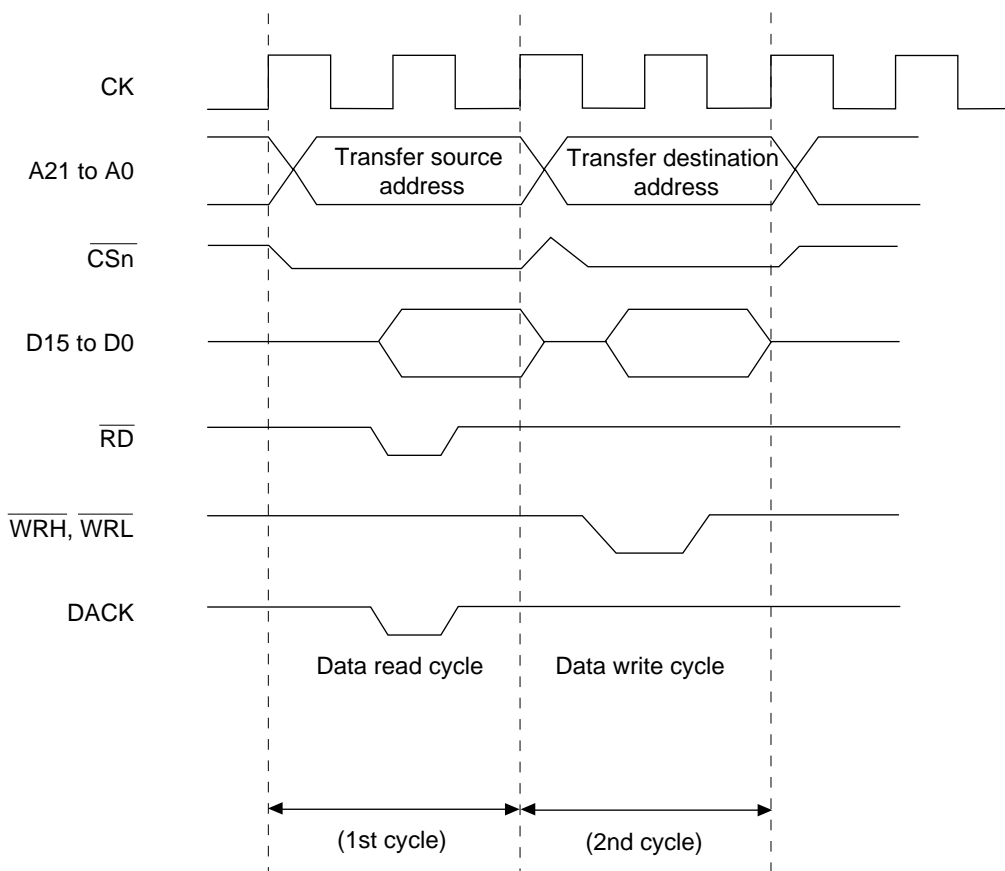 CK
A21 to A0
Transfer source
address
Transfer destination
address
CSn
D15 to D0
RD
WRH, WRL
DACK
Data read cycle
Data write cycle
(1st cycle)
(2nd cycle)